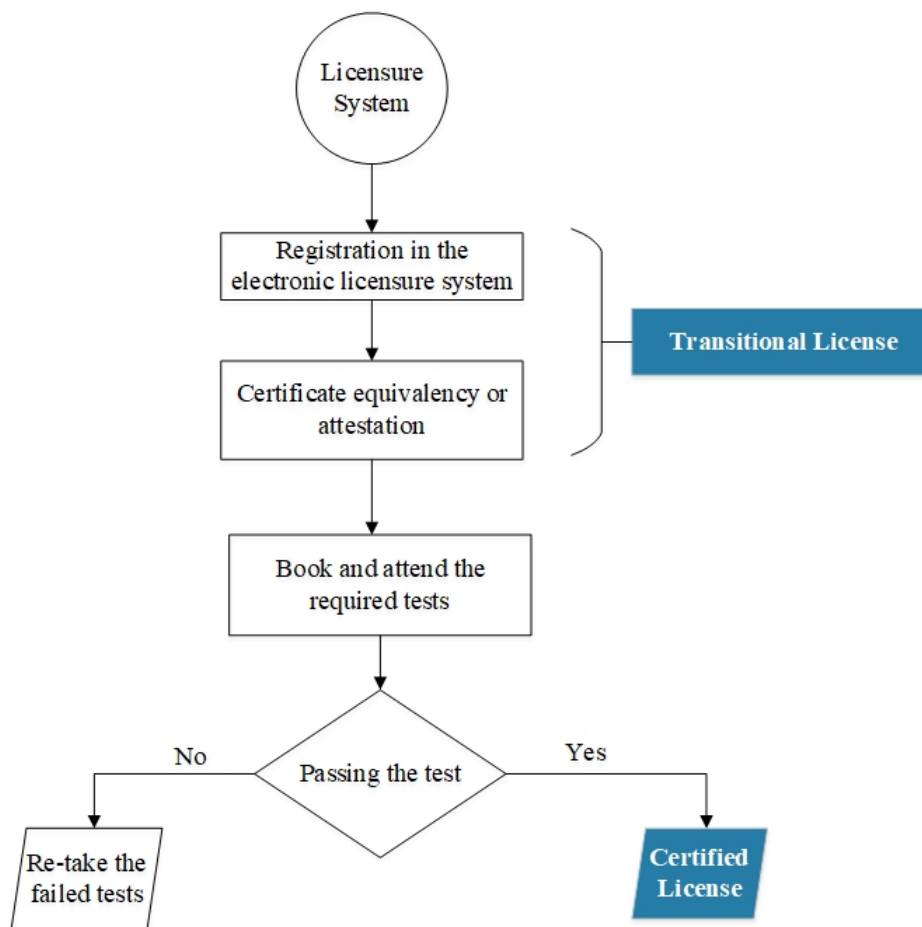 Licensure
System
Registration in the
electronic licensure system
Transitional License
Certificate equivalency or
attestation
Book and attend the
required tests
No
Passing the test
Yes
Re-take the
failed tests
Certified
License